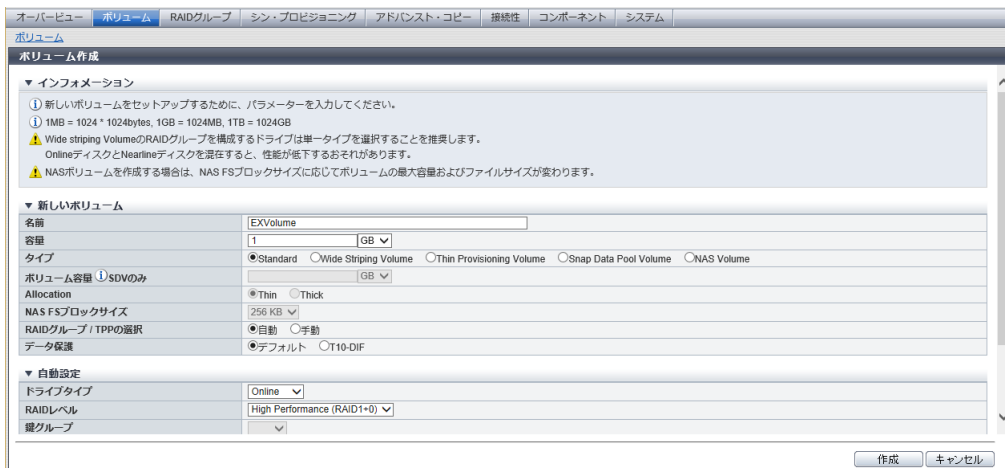 オーバービュー ボリューム RAIDグループ シン・プロビジョニング アドバンスト・コピー 接続性 コンポーネント システム
ボリューム
ボリューム作成
▼ インフォメーション
新しいボリュームをセットアップするために、パラメーターを入力してください。
1MB = 1024 * 1024bytes, 1GB = 1024MB, 1TB = 1024GB
Wide striping VolumeのRAIDグループを構成するドライブは単一タイプを選択することを推奨します。
OnlineディスクとNearlineディスクを混在すると、性能が低下するおそれがあります。
NASボリュームを作成する場合は、NAS FSブロックサイズに応じてボリュームの最大容量およびファイルサイズが変わります。
▼ 新しいボリューム
名前 EXVolume
容量 1 GB
タイプ Standard Wide Striping Volume Thin Provisioning Volume Snap Data Pool Volume NAS Volume
ボリューム容量 SDVのみ GB
Allocation Thin Thick
NAS FSブロックサイズ 256 KB
RAIDグループ / TPPの選択 自動 手動
データ保護 デフォルト T10-DIF
▼ 自動設定
ドライブタイプ Online
RAIDレベル High Performance (RAID1+0)
鍵グループ
作成 キャンセル